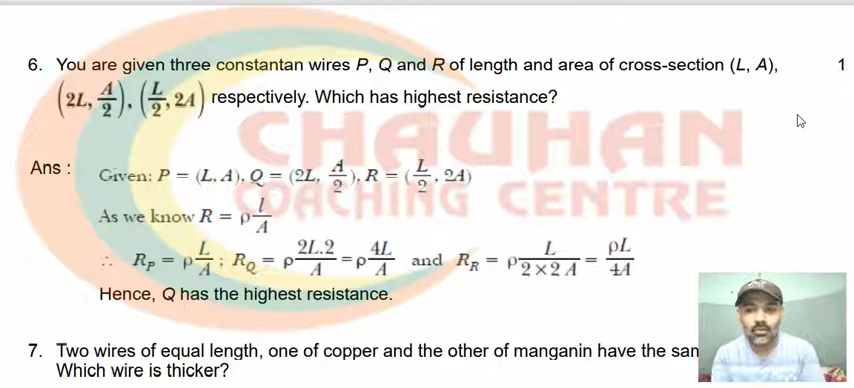 6. You are given three constantan wires P, Q and R of length and area of cross-section (L, A), 1
(2L, A/2), (L/2, 2A) respectively. Which has highest resistance?
CHAUHAN
COACHING CENTRE
Ans : Given: P = (L, A), Q = (2L, A/2), R = (L/2, 2A)
As we know R = ρ l/A
∴ R_P = ρ L/A ; R_Q = ρ 2L.2/A = ρ 4L/A and R_R = ρ L/2×2A = ρL/4A
Hence, Q has the highest resistance.
7. Two wires of equal length, one of copper and the other of manganin have the
Which wire is thicker?